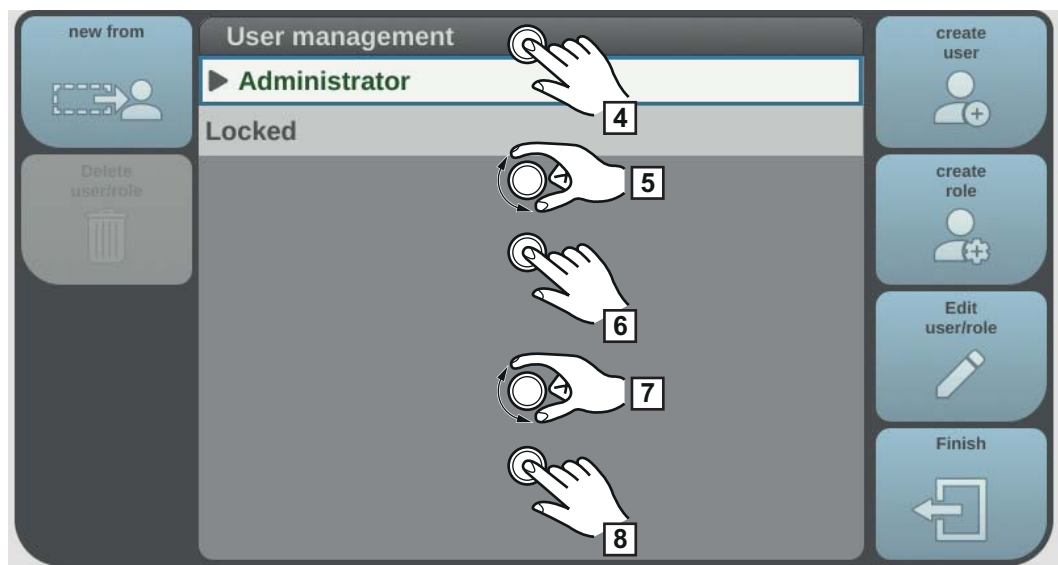 new from
Delete
user/role
User management
Administrator
Locked
4
5
6
7
8
create
user
create
role
Edit
user/role
Finish